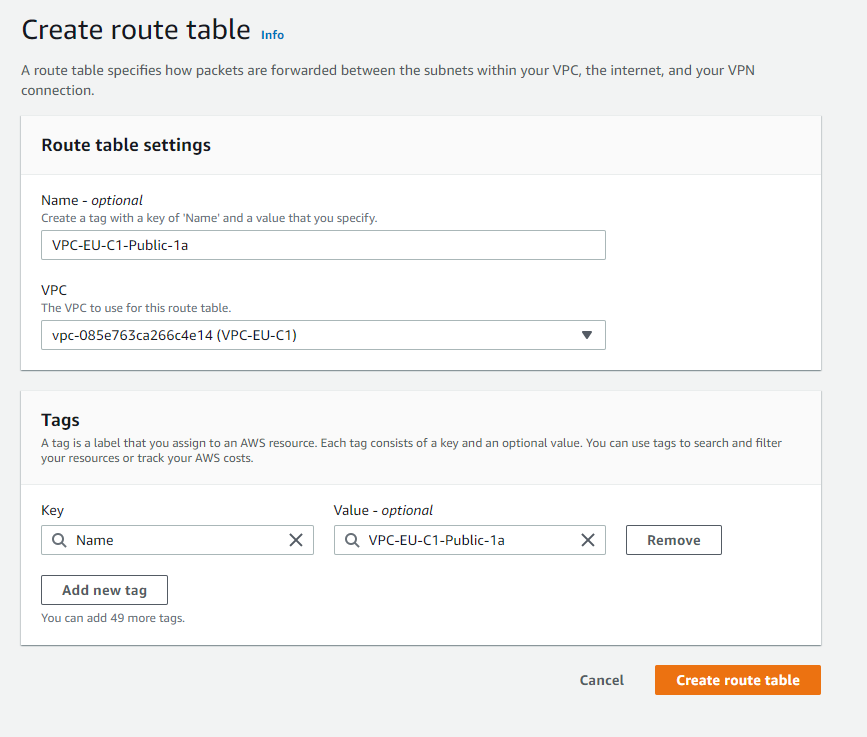 Create route table Info
A route table specifies how packets are forwarded between the subnets within your VPC, the internet, and your VPN
connection.
Route table settings
Name - optional
Create a tag with a key of 'Name' and a value that you specify.
VPC-EU-C1-Public-1a
VPC
The VPC to use for this route table.
vpc-085e763ca266c4e14 (VPC-EU-C1)
Tags
A tag is a label that you assign to an AWS resource. Each tag consists of a key and an optional value. You can use tags to search and filter
your resources or track your AWS costs.
Key Value - optional
Name VPC-EU-C1-Public-1a Remove
Add new tag
You can add 49 more tags.
Cancel Create route table